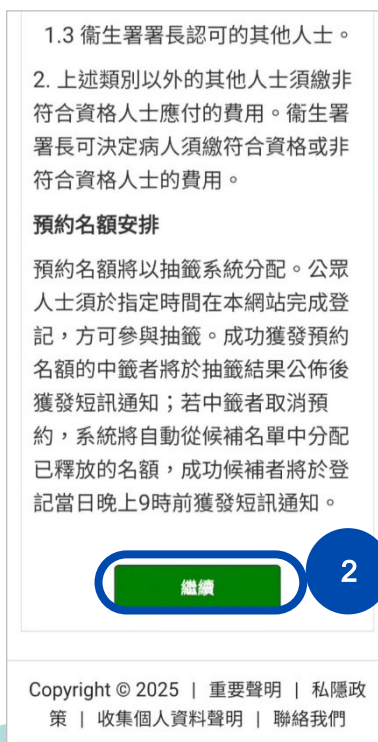 1.3 衞生署署長認可的其他人士。
2. 上述類別以外的其他人士須繳非
符合資格人士應付的費用。衞生署
署長可決定病人須繳符合資格或非
符合資格人士的費用。
預約名額安排
預約名額將以抽籤系統分配。公眾
人士須於指定時間在本網站完成登
記，方可參與抽籤。成功獲發預約
名額的中籤者將於抽籤結果公佈後
獲發短訊通知；若中籤者取消預
約，系統將自動從候補名單中分配
已釋放的名額，成功候補者將於登
記當日晚上9時前獲發短訊通知。
繼續
2
Copyright © 2025 | 重要聲明 | 私隱政
策 | 收集個人資料聲明 | 聯絡我們